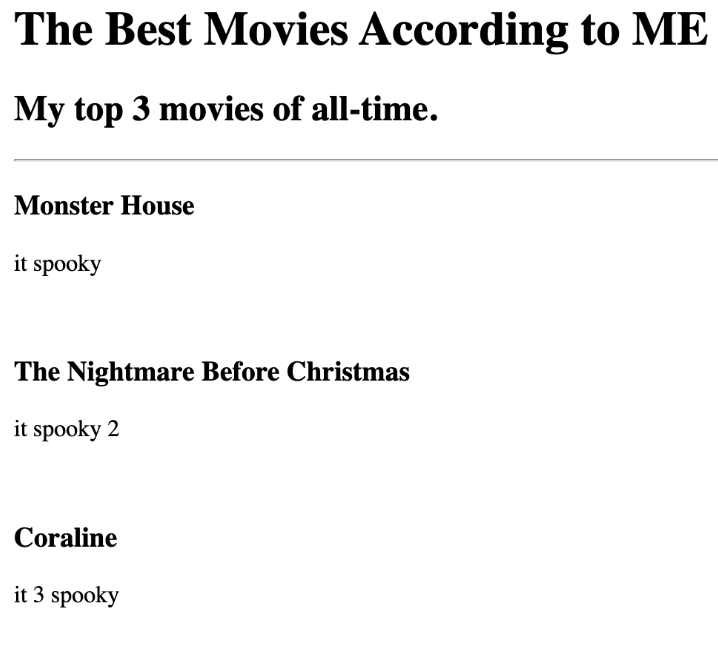 The Best Movies According to ME
My top 3 movies of all-time.
Monster House
it spooky
The Nightmare Before Christmas
it spooky 2
Coraline
it 3 spooky